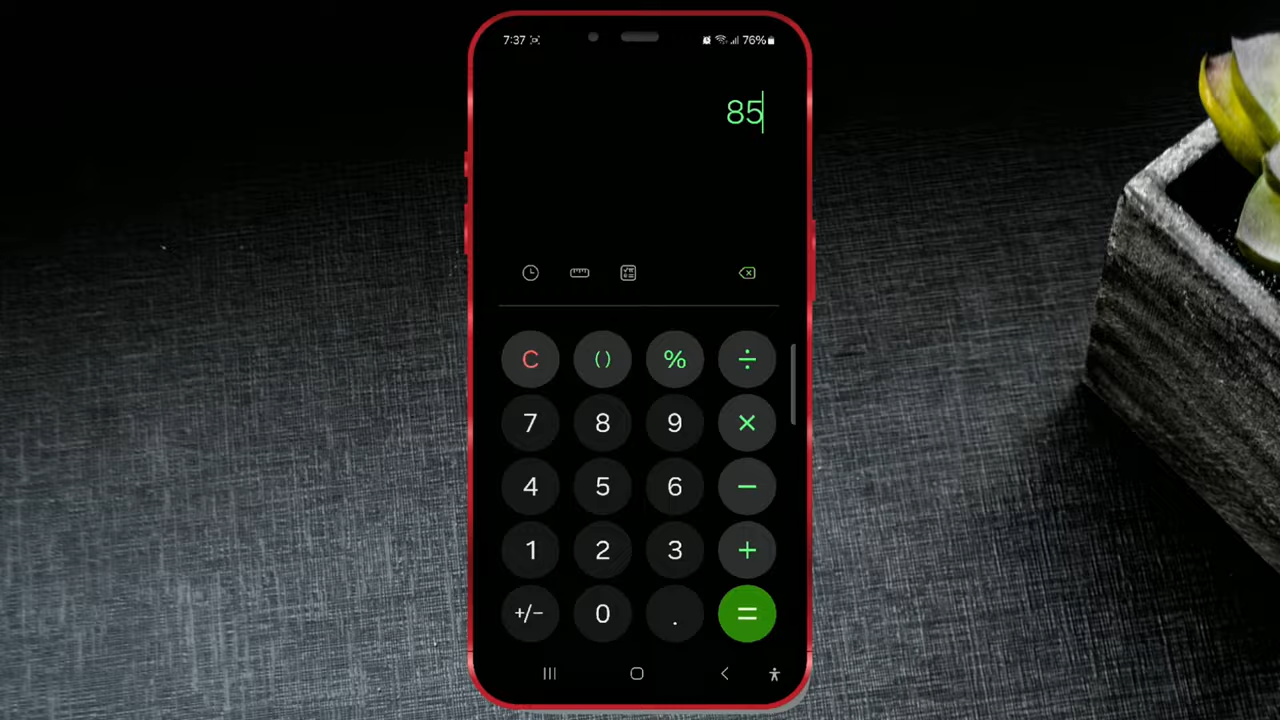 7:37 76%
85
C () % ÷
7 8 9 ×
4 5 6 −
1 2 3 +
+/− 0 . =